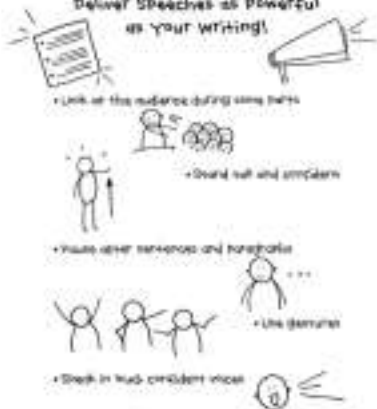 Deliver Speeches as Powerful
as Your Writing!
• Look at the audience during some parts
• Stand tall and confident
• Pause after sentences and paragraphs
• Use gestures
• Speak in loud confident voices